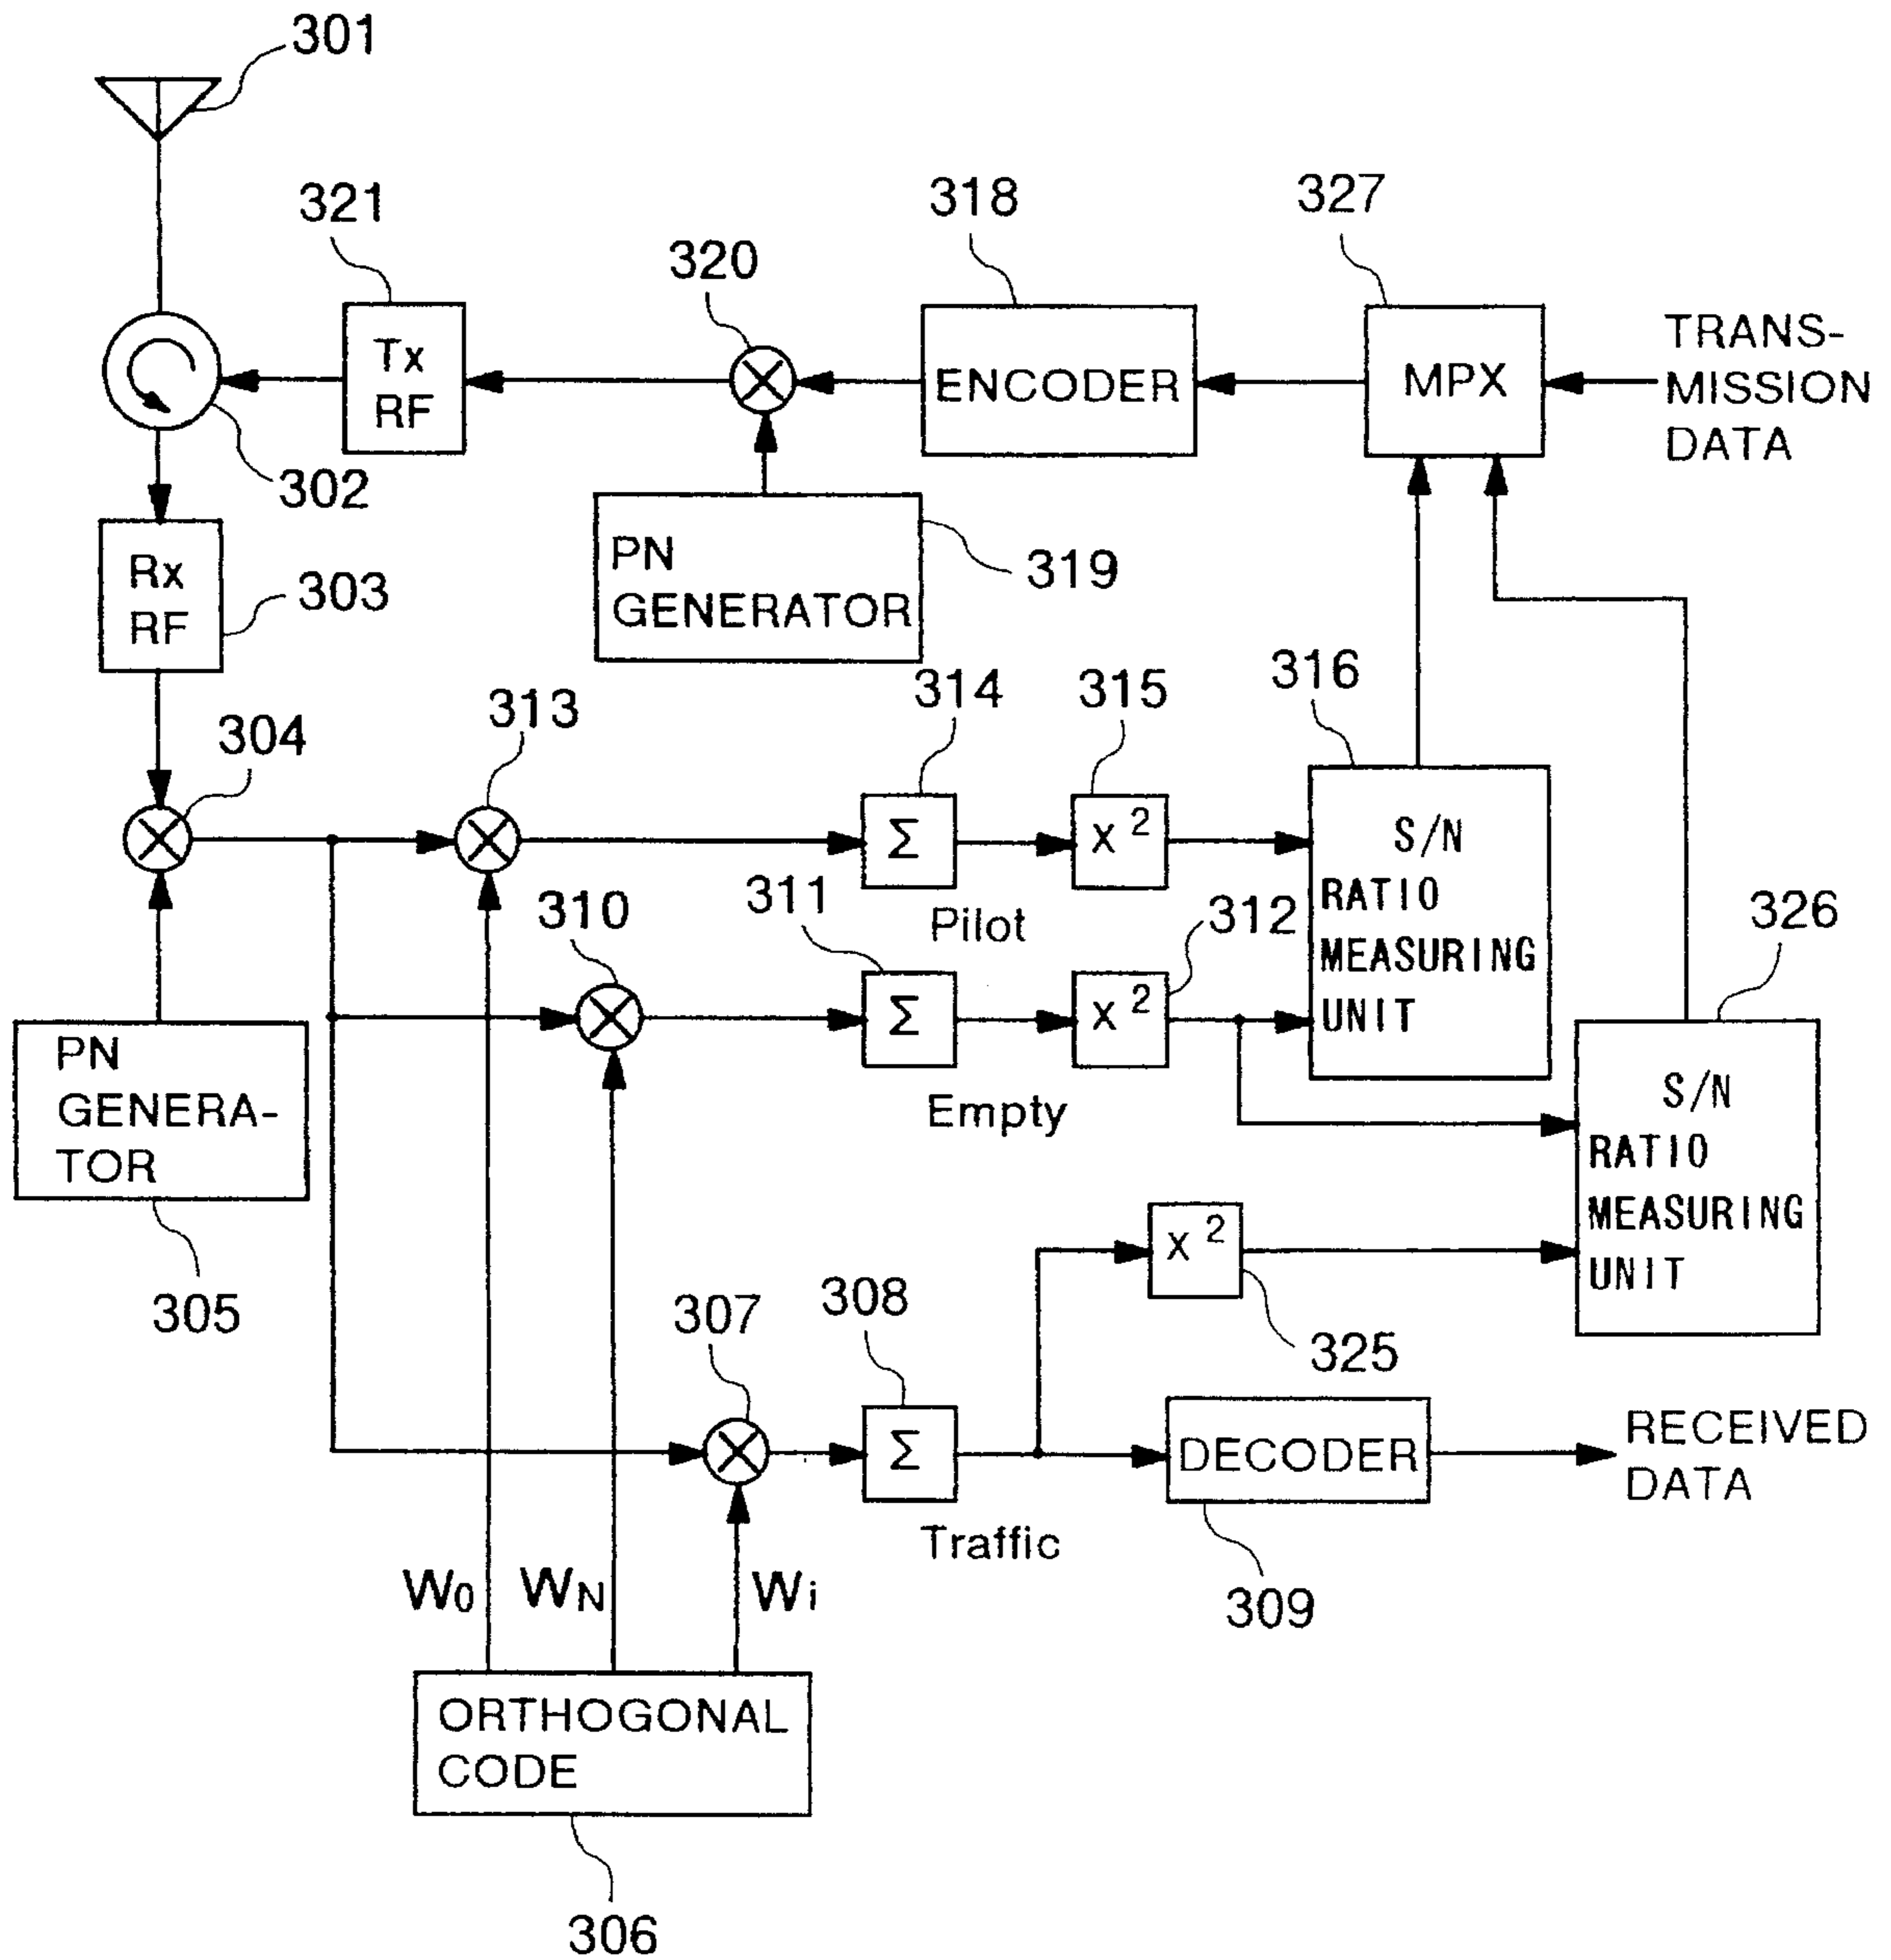 301
321
318
327
320
Tx
RF
ENCODER
MPX
TRANS-
MISSION
DATA
302
PN
GENERATOR
319
Rx
RF
303
304
313
314
315
316
Σ
X 2
S/N
RATIO
MEASURING
UNIT
Pilot
310
311
312
326
Σ
X 2
Empty
PN
GENERA-
TOR
305
S/N
RATIO
MEASURING
UNIT
X 2
325
307
308
Σ
DECODER
RECEIVED
DATA
Traffic
309
W0
WN
Wi
ORTHOGONAL
CODE
306